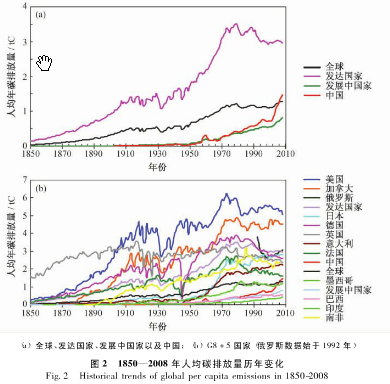 (a)
人均年碳排放量 / tC
4
3
2
1
0
全球
发达国家
发展中国家
中国
1850 1870 1890 1910 1930 1950 1970 1990 2010
年份
(b)
人均年碳排放量 / tC
7
6
5
4
3
2
1
0
美国
加拿大
俄罗斯
发达国家
日本
德国
英国
意大利
法国
中国
全球
墨西哥
发展中国家
巴西
印度
南非
1850 1870 1890 1910 1930 1950 1970 1990 2010
年份
(a) 全球、发达国家、发展中国家以及中国; (b) G8+5 国家 (俄罗斯数据始于 1992 年)
图 2 1850—2008 年人均碳排放量历年变化
Fig. 2 Historical trends of global per capita emissions in 1850-2008